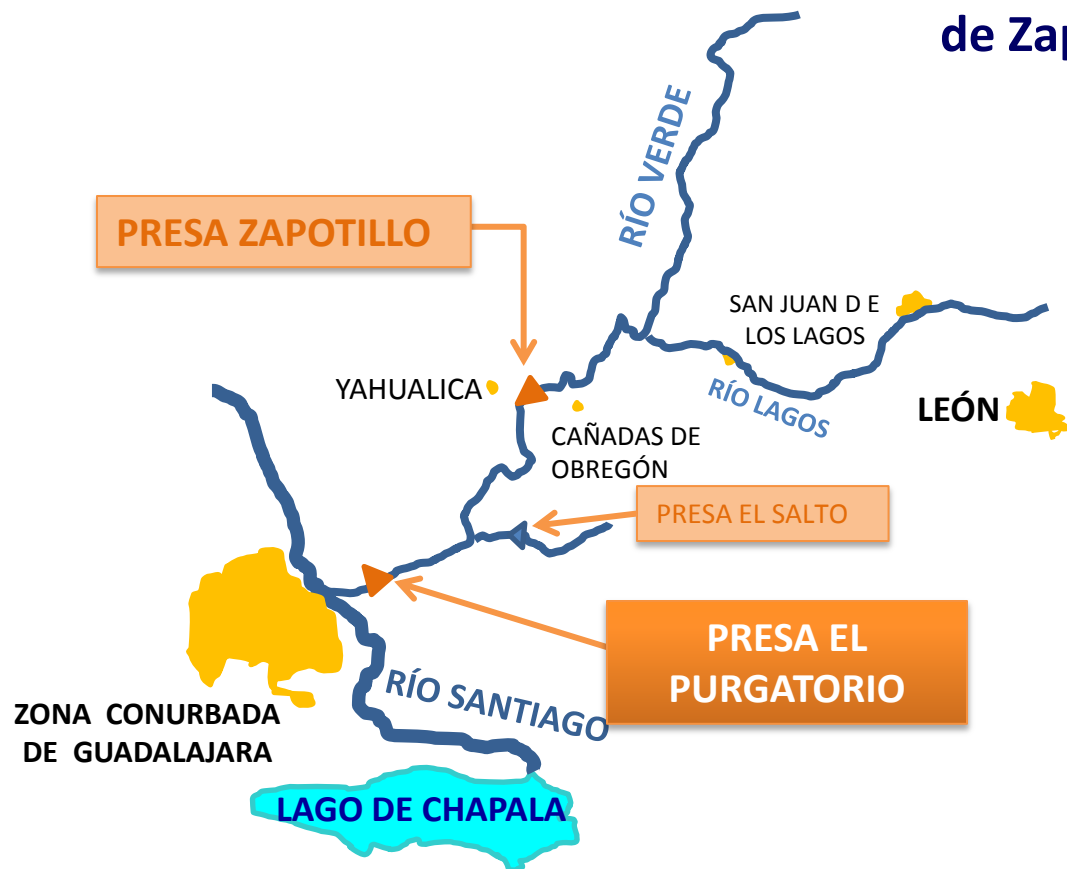 de Zap
RÍO VERDE
PRESA ZAPOTILLO
SAN JUAN D E
LOS LAGOS
YAHUALICA
RÍO LAGOS
LEÓN
CAÑADAS DE
OBREGÓN
PRESA EL SALTO
PRESA EL
PURGATORIO
RÍO SANTIAGO
ZONA CONURBADA
DE GUADALAJARA
LAGO DE CHAPALA